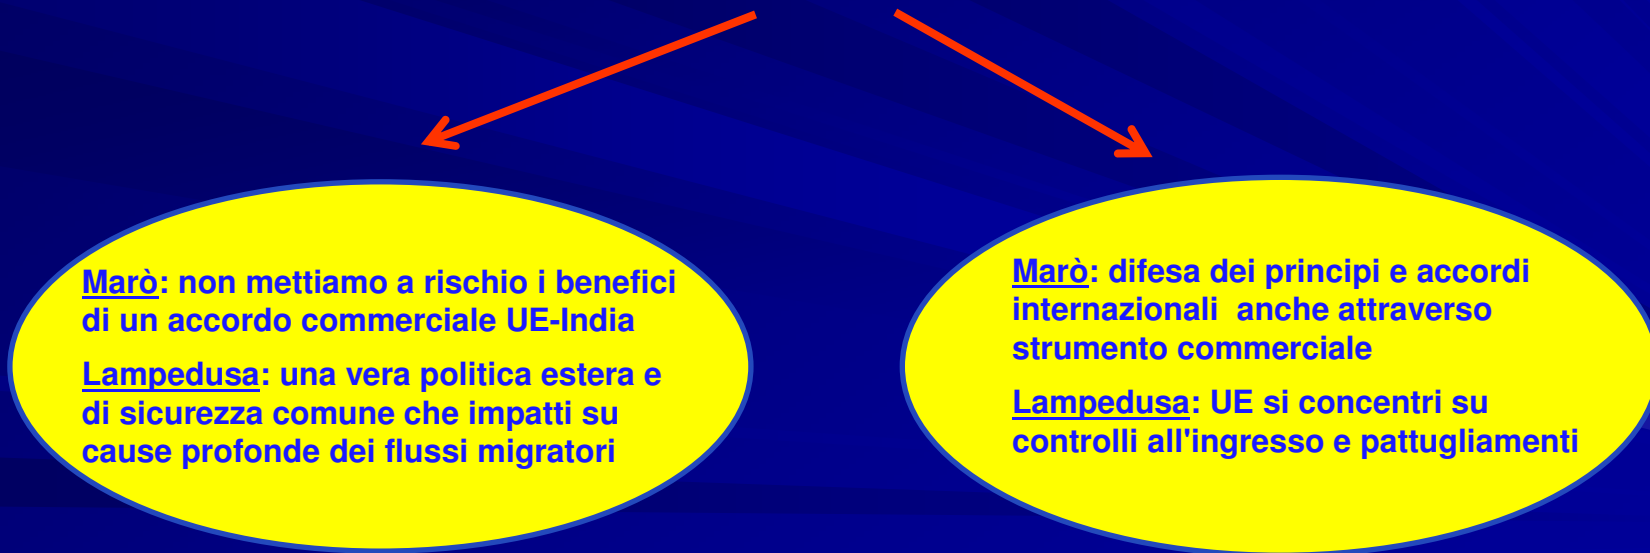 Marò: non mettiamo a rischio i benefici
di un accordo commerciale UE-India
Lampedusa: una vera politica estera e
di sicurezza comune che impatti su
cause profonde dei flussi migratori
Marò: difesa dei principi e accordi
internazionali  anche attraverso
strumento commerciale
Lampedusa: UE si concentri su
controlli all'ingresso e pattugliamenti